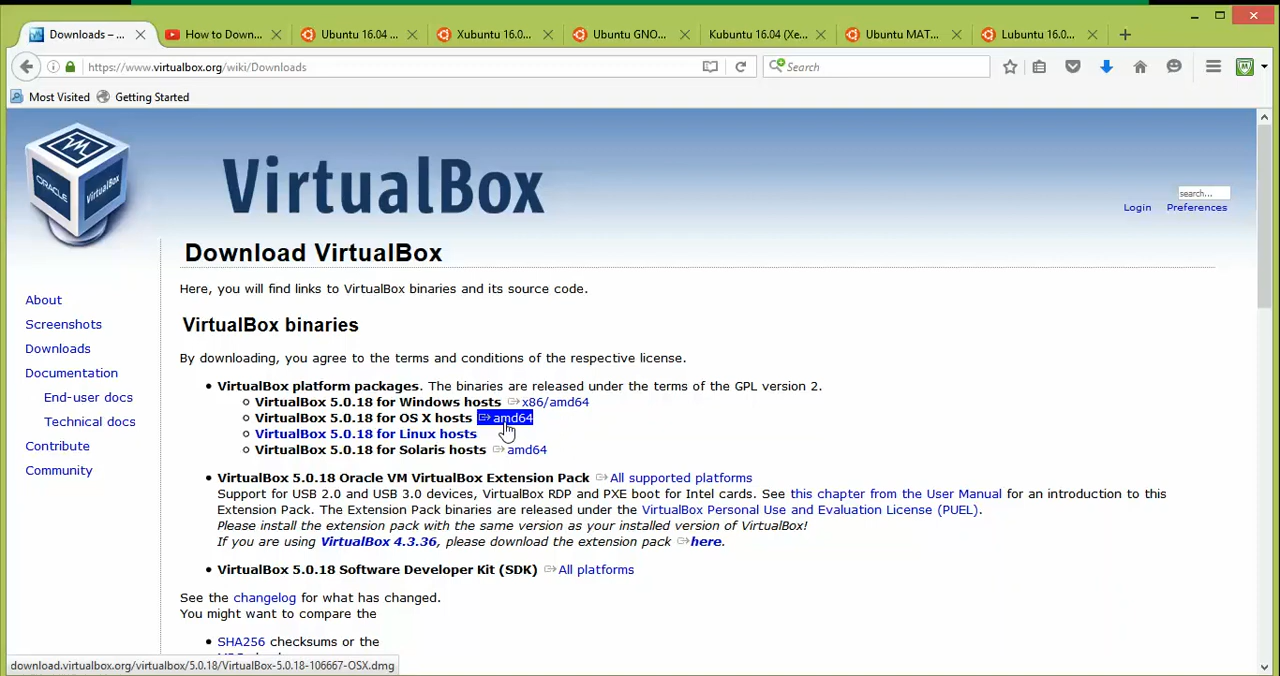 Downloads – ...
How to Down...
Ubuntu 16.04 ...
Xubuntu 16.0...
Ubuntu GNO...
Kubuntu 16.04 (Xe...
Ubuntu MAT...
Lubuntu 16.0...
https://www.virtualbox.org/wiki/Downloads
Search
Most Visited
Getting Started
ORACLE
VirtualBox
VirtualBox
search...
Login
Preferences
Download VirtualBox
Here, you will find links to VirtualBox binaries and its source code.
About
Screenshots
Downloads
Documentation
End-user docs
Technical docs
Contribute
Community
VirtualBox binaries
By downloading, you agree to the terms and conditions of the respective license.
VirtualBox platform packages. The binaries are released under the terms of the GPL version 2.
VirtualBox 5.0.18 for Windows hosts x86/amd64
VirtualBox 5.0.18 for OS X hosts amd64
VirtualBox 5.0.18 for Linux hosts
VirtualBox 5.0.18 for Solaris hosts amd64
VirtualBox 5.0.18 Oracle VM VirtualBox Extension Pack All supported platforms
Support for USB 2.0 and USB 3.0 devices, VirtualBox RDP and PXE boot for Intel cards. See this chapter from the User Manual for an introduction to this
Extension Pack. The Extension Pack binaries are released under the VirtualBox Personal Use and Evaluation License (PUEL).
Please install the extension pack with the same version as your installed version of VirtualBox!
If you are using VirtualBox 4.3.36, please download the extension pack here.
VirtualBox 5.0.18 Software Developer Kit (SDK) All platforms
See the changelog for what has changed.
You might want to compare the
SHA256 checksums or the
download.virtualbox.org/virtualbox/5.0.18/VirtualBox-5.0.18-106667-OSX.dmg